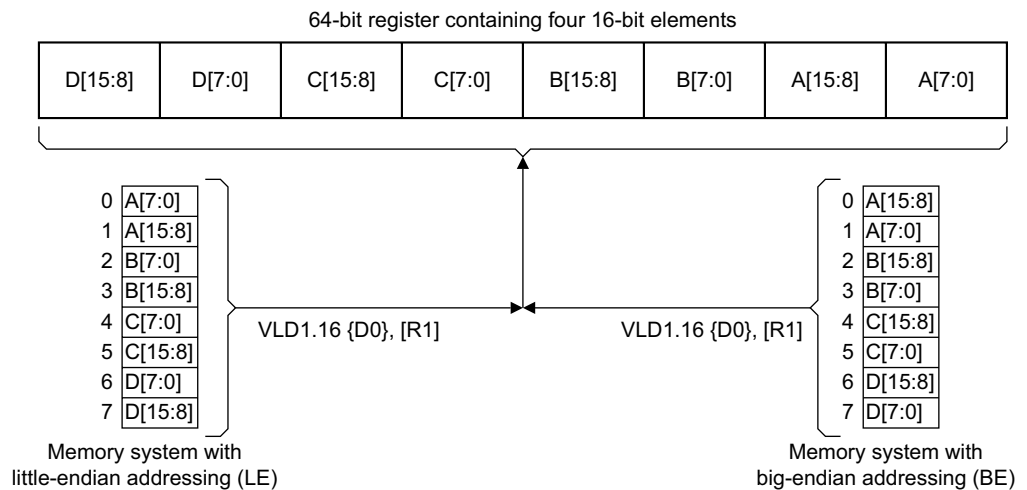 64-bit register containing four 16-bit elements
D[15:8] D[7:0] C[15:8] C[7:0] B[15:8] B[7:0] A[15:8] A[7:0]
0 A[7:0]
1 A[15:8]
2 B[7:0]
3 B[15:8]
4 C[7:0]
5 C[15:8]
6 D[7:0]
7 D[15:8]
VLD1.16 {D0}, [R1]
Memory system with
little-endian addressing (LE)
VLD1.16 {D0}, [R1]
0 A[15:8]
1 A[7:0]
2 B[15:8]
3 B[7:0]
4 C[15:8]
5 C[7:0]
6 D[15:8]
7 D[7:0]
Memory system with
big-endian addressing (BE)